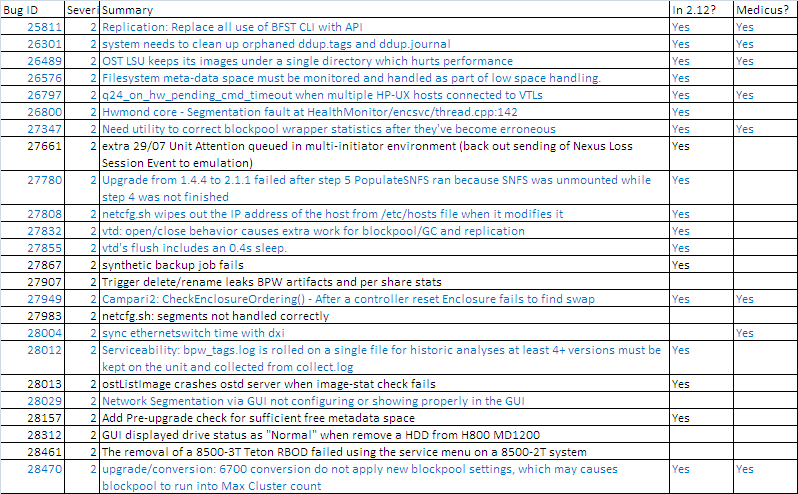 Bug ID Severi Summary In 2.12? Medicus?
25811 2 Replication: Replace all use of BFST CLI with API Yes Yes
26301 2 system needs to clean up orphaned ddup.tags and ddup.journal Yes Yes
26489 2 OST LSU keeps its images under a single directory which hurts performance Yes Yes
26576 2 Filesystem meta-data space must be monitored and handled as part of low space handling. Yes
26797 2 q24_on_hw_pending_cmd_timeout when multiple HP-UX hosts connected to VTLs Yes Yes
26800 2 Hwmond core - Segmentation fault at HealthMonitor/encsvc/thread.cpp:142 Yes
27347 2 Need utility to correct blockpool wrapper statistics after they've become erroneous Yes Yes
27661 2 extra 29/07 Unit Attention queued in multi-initiator environment (back out sending of Nexus Yes
Loss Session Event to emulation)
27780 2 Upgrade from 1.4.4 to 2.1.1 failed after step 5 PopulateSNFS ran because SNFS was unmounted while Yes
step 4 was not finished
27808 2 netcfg.sh wipes out the IP address of the host from /etc/hosts file when it modifies it Yes
27832 2 vtd: open/close behavior causes extra work for blockpool/GC and replication Yes
27855 2 vtd's flush includes an 0.4s sleep. Yes
27867 2 synthetic backup job fails Yes
27907 2 Trigger delete/rename leaks BPW artifacts and per share stats
27949 2 Campari2: CheckEnclosureOrdering() - After a controller reset Enclosure fails to find swap Yes Yes
27983 2 netcfg.sh: segments not handled correctly
28004 2 sync ethernetswitch time with dxi Yes
28012 2 Serviceability: bpw_tags.log is rolled on a single file for historic analyses at least 4+ versions must be Yes
kept on the unit and collected from collect.log
28013 2 ostListImage crashes ostd server when image-stat check fails Yes
28029 2 Network Segmentation via GUI not configuring or showing properly in the GUI
28157 2 Add Pre-upgrade check for sufficient free metadata space Yes
28312 2 GUI displayed drive status as "Normal" when remove a HDD from H800 MD1200
28461 2 The removal of a 8500-3T Teton RBOD failed using the service menu on a 8500-2T system
28470 2 upgrade/conversion: 6700 conversion do not apply new blockpool settings, which may causes Yes Yes
blockpool to run into Max Cluster count